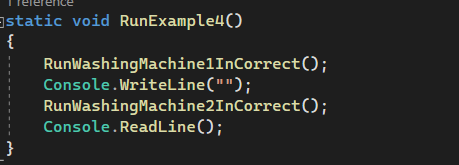 1 reference
static void RunExample4()
{
RunWashingMachine1InCorrect();
Console.WriteLine("");
RunWashingMachine2InCorrect();
Console.ReadLine();
}